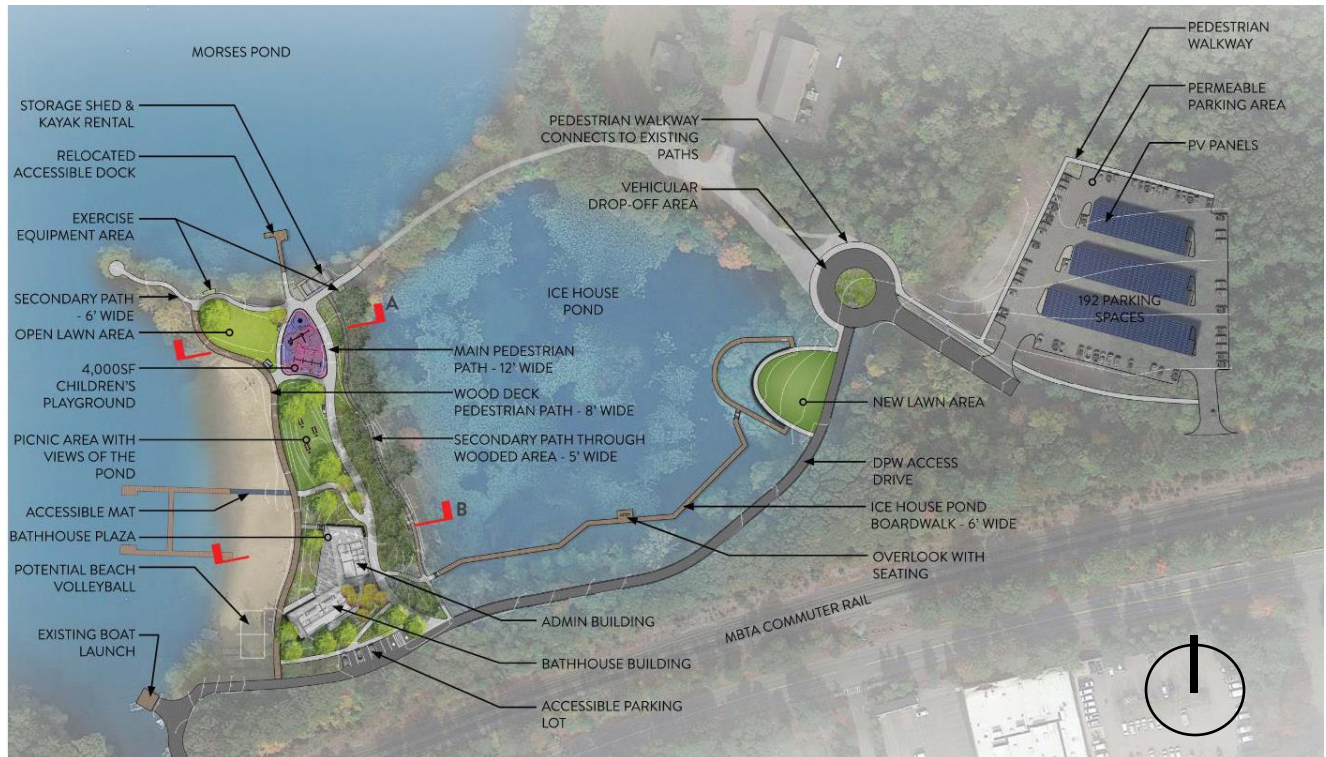 MORSES POND
STORAGE SHED &
KAYAK RENTAL
RELOCATED
ACCESSIBLE DOCK
EXERCISE
EQUIPMENT AREA
SECONDARY PATH
- 6' WIDE
OPEN LAWN AREA
4,000SF
CHILDREN'S
PLAYGROUND
PICNIC AREA WITH
VIEWS OF THE
POND
ACCESSIBLE MAT
BATHHOUSE PLAZA
POTENTIAL BEACH
VOLLEYBALL
EXISTING BOAT
LAUNCH
A
B
ICE HOUSE
POND
MAIN PEDESTRIAN
PATH - 12' WIDE
WOOD DECK
PEDESTRIAN PATH - 8' WIDE
SECONDARY PATH THROUGH
WOODED AREA - 5' WIDE
ADMIN BUILDING
BATHHOUSE BUILDING
ACCESSIBLE PARKING
LOT
PEDESTRIAN WALKWAY
CONNECTS TO EXISTING
PATHS
VEHICULAR
DROP-OFF AREA
NEW LAWN AREA
DPW ACCESS
DRIVE
ICE HOUSE POND
BOARDWALK - 6' WIDE
OVERLOOK WITH
SEATING
MBTA COMMUTER RAIL
PEDESTRIAN
WALKWAY
PERMEABLE
PARKING AREA
PV PANELS
192 PARKING
SPACES